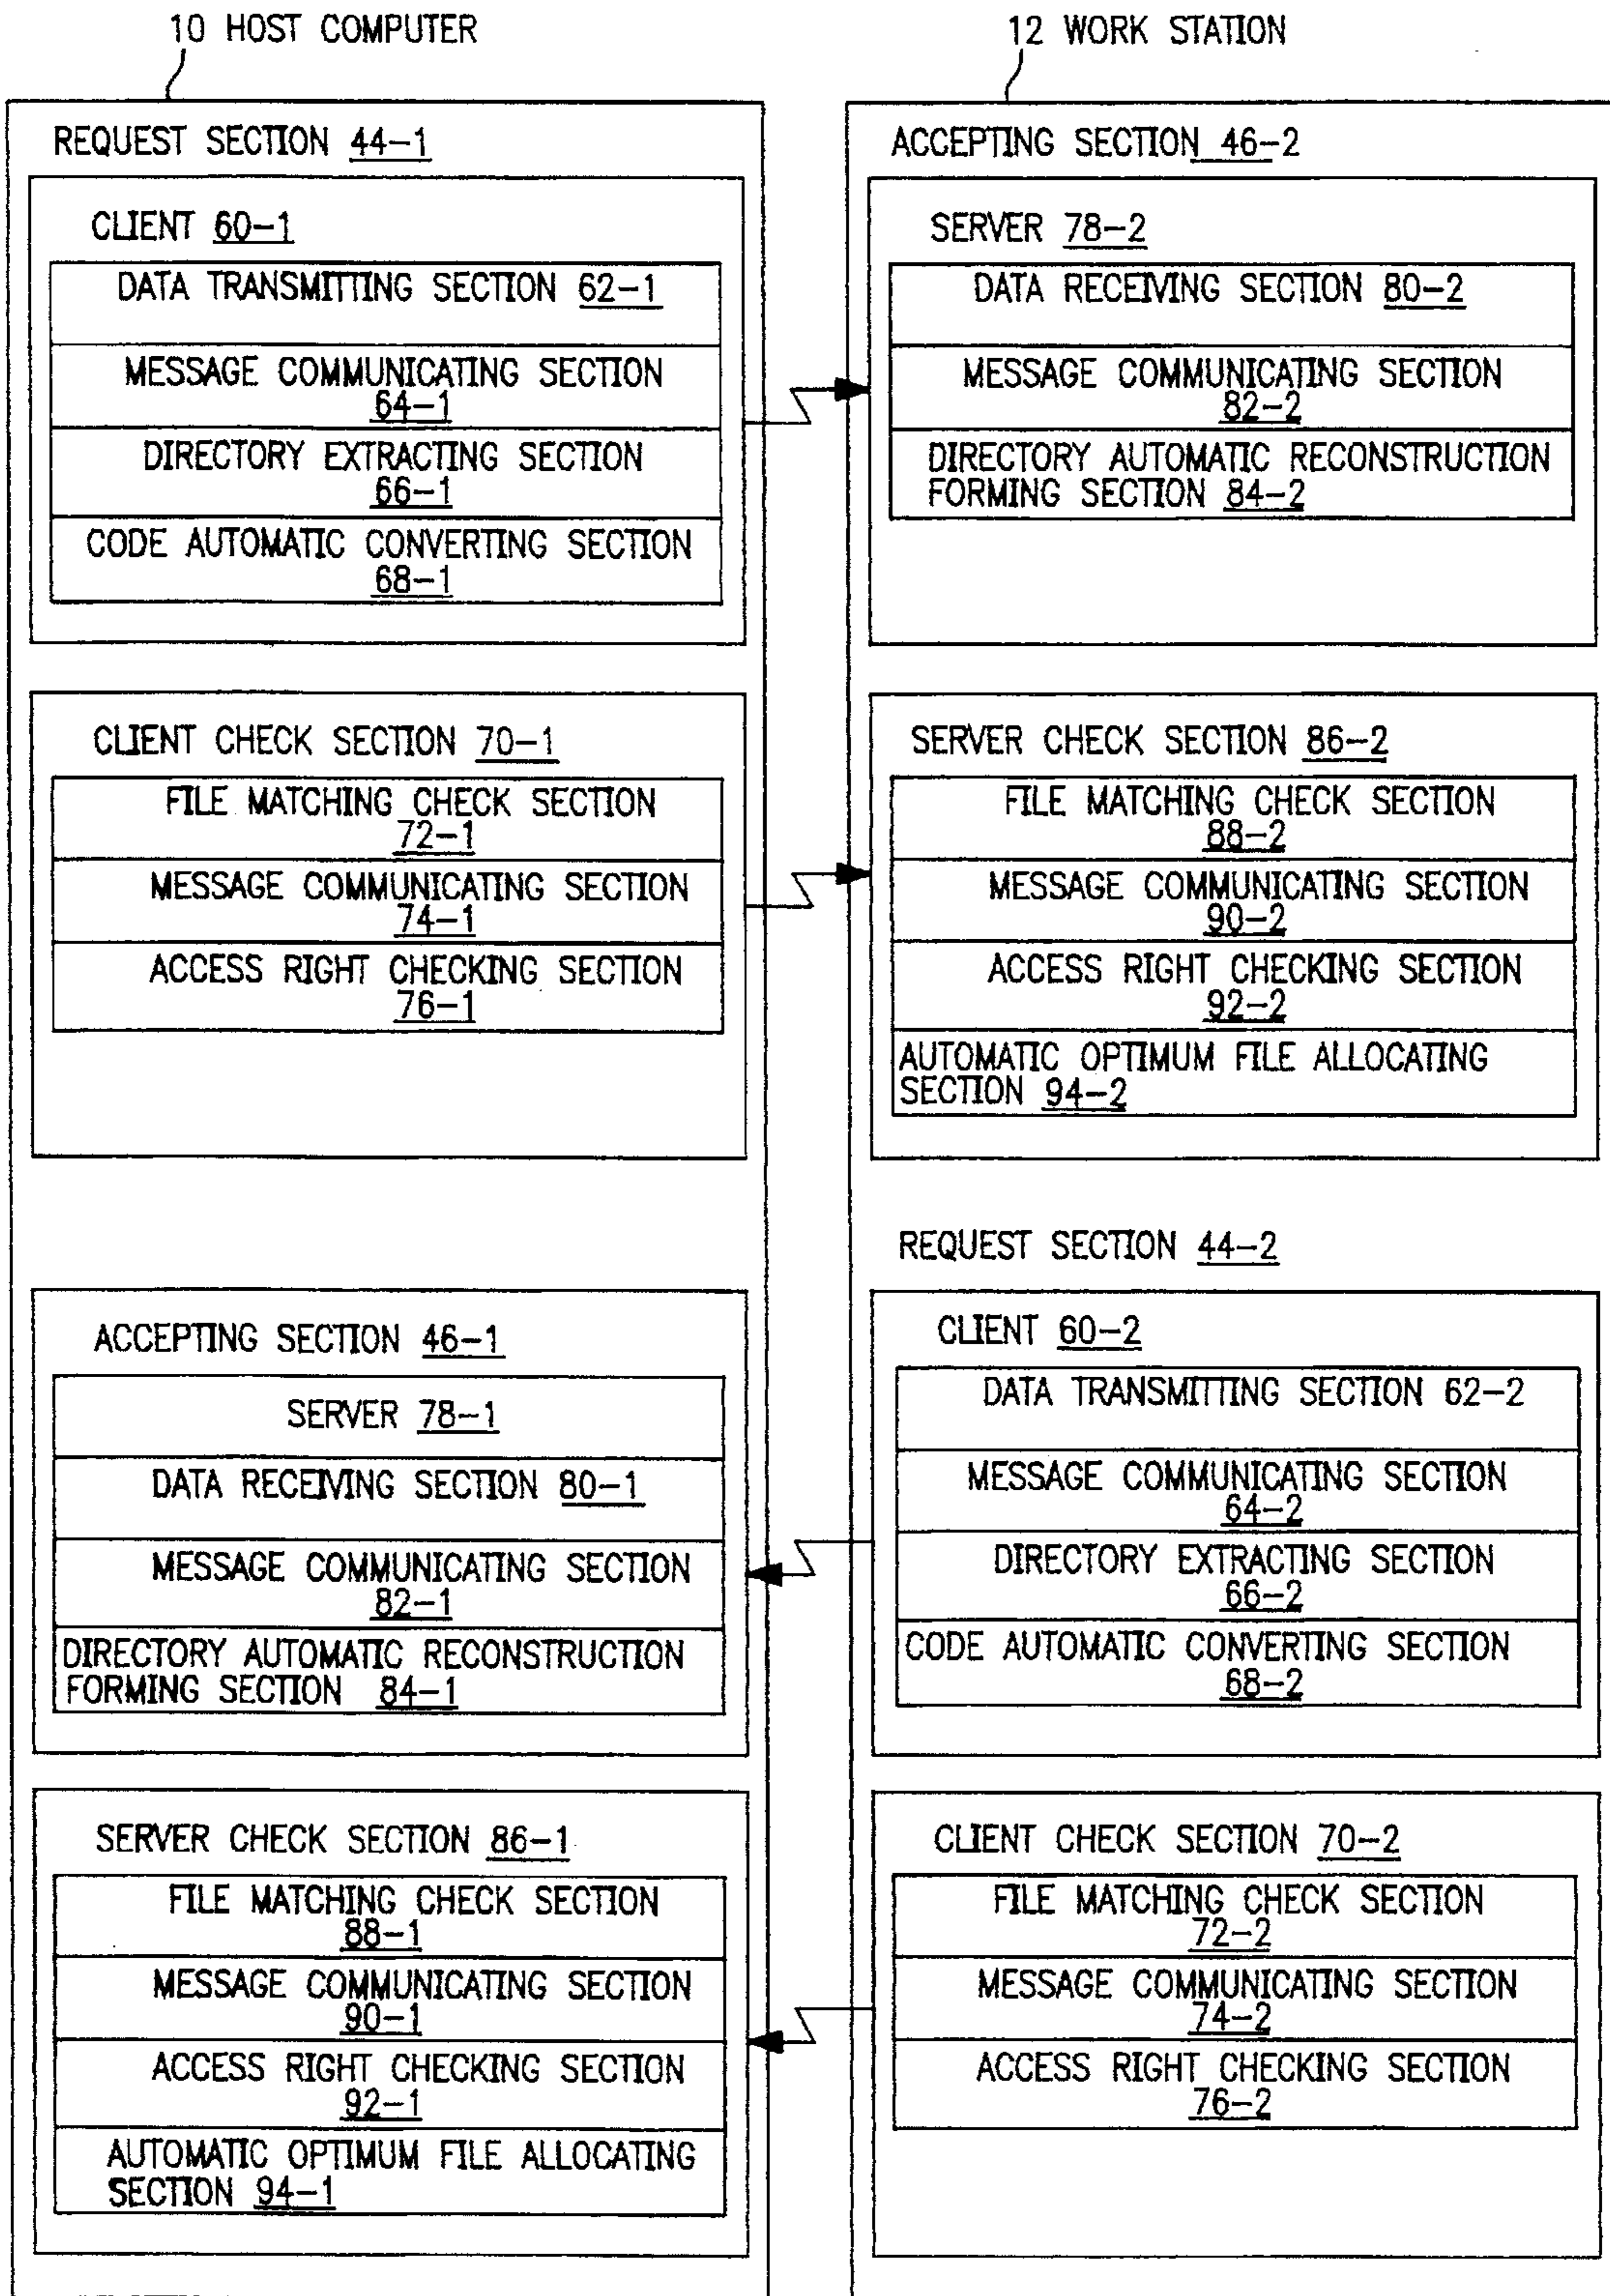 10 HOST COMPUTER
12 WORK STATION
REQUEST SECTION 44-1
CLIENT 60-1
DATA TRANSMITTING SECTION 62-1
MESSAGE COMMUNICATING SECTION
64-1
DIRECTORY EXTRACTING SECTION
66-1
CODE AUTOMATIC CONVERTING SECTION
68-1
CLIENT CHECK SECTION 70-1
FILE MATCHING CHECK SECTION
72-1
MESSAGE COMMUNICATING SECTION
74-1
ACCESS RIGHT CHECKING SECTION
76-1
ACCEPTING SECTION 46-1
SERVER 78-1
DATA RECEIVING SECTION 80-1
MESSAGE COMMUNICATING SECTION
82-1
DIRECTORY AUTOMATIC RECONSTRUCTION
FORMING SECTION 84-1
SERVER CHECK SECTION 86-1
FILE MATCHING CHECK SECTION
88-1
MESSAGE COMMUNICATING SECTION
90-1
ACCESS RIGHT CHECKING SECTION
92-1
AUTOMATIC OPTIMUM FILE ALLOCATING
SECTION 94-1
ACCEPTING SECTION 46-2
SERVER 78-2
DATA RECEIVING SECTION 80-2
MESSAGE COMMUNICATING SECTION
82-2
DIRECTORY AUTOMATIC RECONSTRUCTION
FORMING SECTION 84-2
SERVER CHECK SECTION 86-2
FILE MATCHING CHECK SECTION
88-2
MESSAGE COMMUNICATING SECTION
90-2
ACCESS RIGHT CHECKING SECTION
92-2
AUTOMATIC OPTIMUM FILE ALLOCATING
SECTION 94-2
REQUEST SECTION 44-2
CLIENT 60-2
DATA TRANSMITTING SECTION 62-2
MESSAGE COMMUNICATING SECTION
64-2
DIRECTORY EXTRACTING SECTION
66-2
CODE AUTOMATIC CONVERTING SECTION
68-2
CLIENT CHECK SECTION 70-2
FILE MATCHING CHECK SECTION
72-2
MESSAGE COMMUNICATING SECTION
74-2
ACCESS RIGHT CHECKING SECTION
76-2